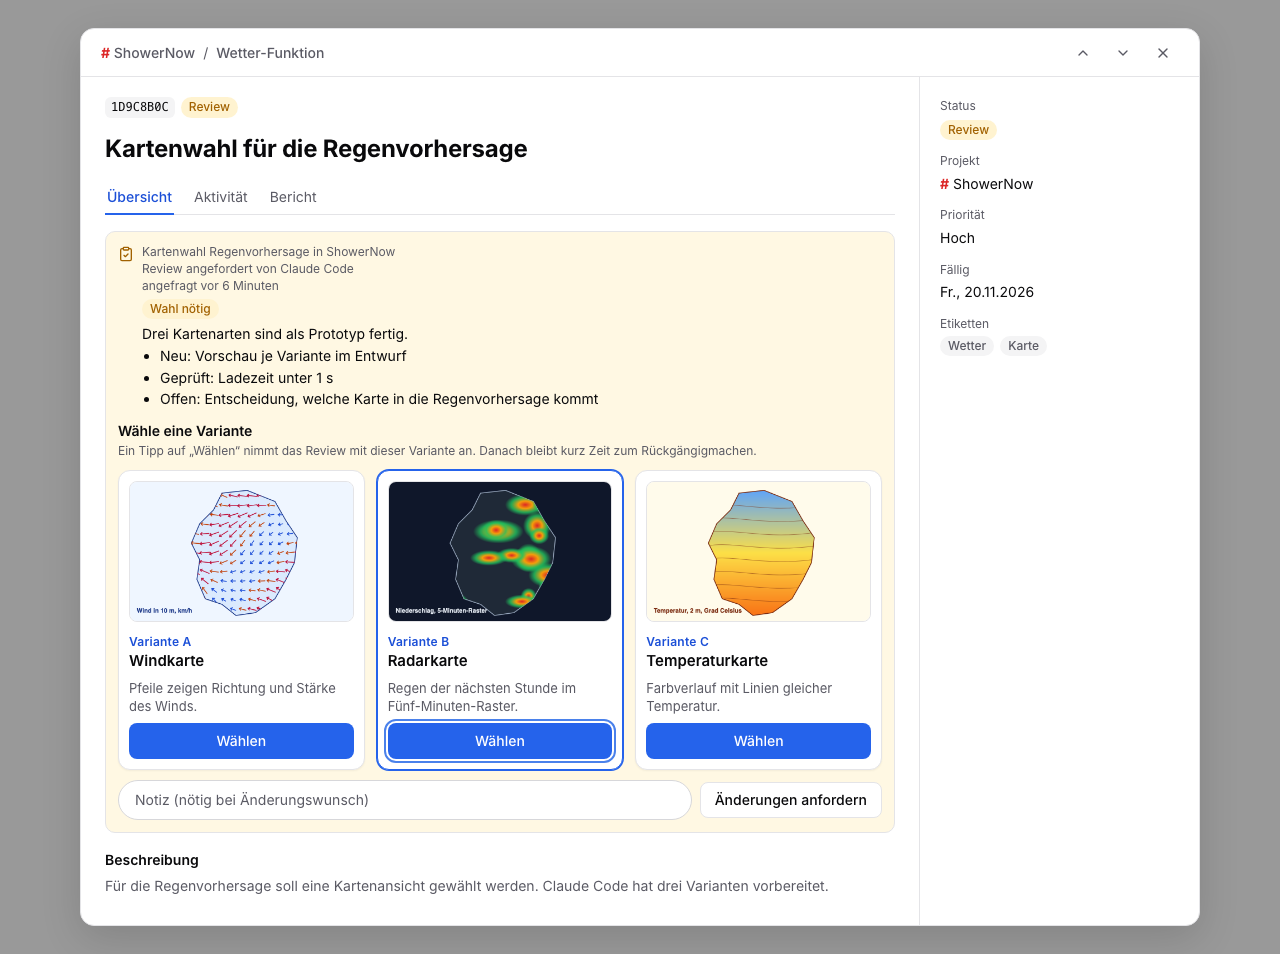 # ShowerNow / Wetter-Funktion
1D9C8B0C Review
Kartenwahl für die Regenvorhersage
Übersicht Aktivität Bericht
Kartenwahl Regenvorhersage in ShowerNow
Review angefordert von Claude Code
angefragt vor 6 Minuten
Wahl nötig
Drei Kartenarten sind als Prototyp fertig.
• Neu: Vorschau je Variante im Entwurf
• Geprüft: Ladezeit unter 1 s
• Offen: Entscheidung, welche Karte in die Regenvorhersage kommt
Wähle eine Variante
Ein Tipp auf „Wählen“ nimmt das Review mit dieser Variante an. Danach bleibt kurz Zeit zum Rückgängigmachen.
Wind in 10 m, km/h
Variante A
Windkarte
Pfeile zeigen Richtung und Stärke
des Winds.
Wählen
Niederschlag, 5-Minuten-Raster
Variante B
Radarkarte
Regen der nächsten Stunde im
Fünf-Minuten-Raster.
Wählen
Temperatur, 2 m, Grad Celsius
Variante C
Temperaturkarte
Farbverlauf mit Linien gleicher
Temperatur.
Wählen
Notiz (nötig bei Änderungswunsch)
Änderungen anfordern
Beschreibung
Für die Regenvorhersage soll eine Kartenansicht gewählt werden. Claude Code hat drei Varianten vorbereitet.
Status
Review
Projekt
# ShowerNow
Priorität
Hoch
Fällig
Fr., 20.11.2026
Etiketten
Wetter Karte